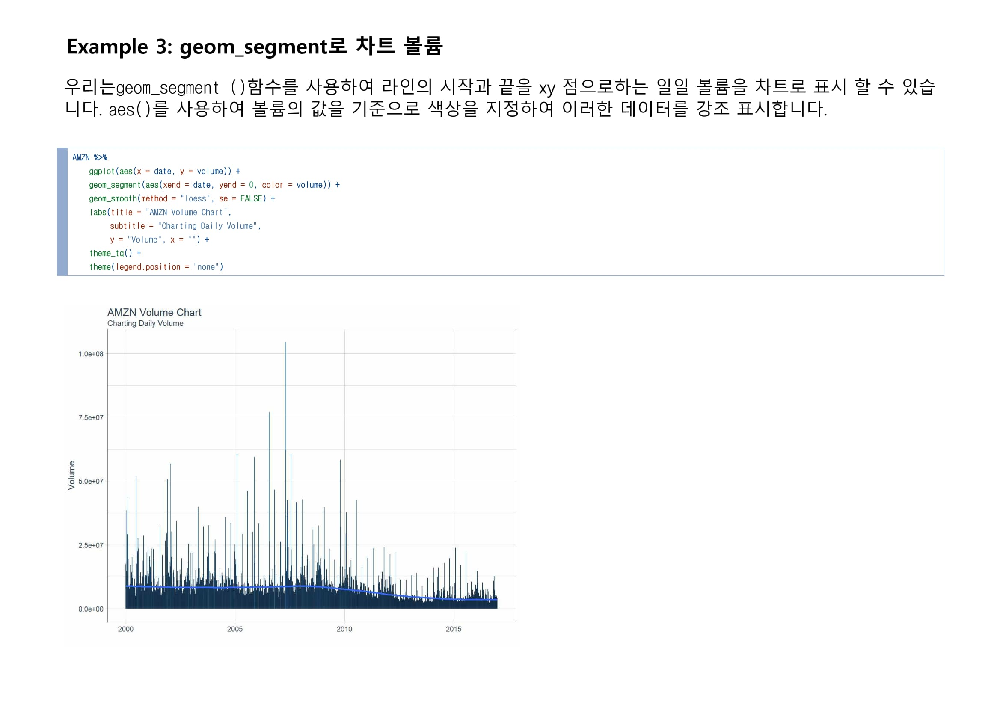 Example 3: geom_segment로 차트 볼륨
우리는geom_segment ()함수를 사용하여 라인의 시작과 끝을 xy 점으로하는 일일 볼륨을 차트로 표시 할 수 있습
니다. aes()를 사용하여 볼륨의 값을 기준으로 색상을 지정하여 이러한 데이터를 강조 표시합니다.
AMZN %>%
ggplot(aes(x = date, y = volume)) +
geom_segment(aes(xend = date, yend = 0, color = volume)) +
geom_smooth(method = "loess", se = FALSE) +
labs(title = "AMZN Volume Chart",
subtitle = "Charting Daily Volume",
y = "Volume", x = "") +
theme_tq() +
theme(legend.position = "none")
AMZN Volume Chart
Charting Daily Volume
1.0e+08
7.5e+07
5.0e+07
2.5e+07
0.0e+00
Volume
2000 2005 2010 2015